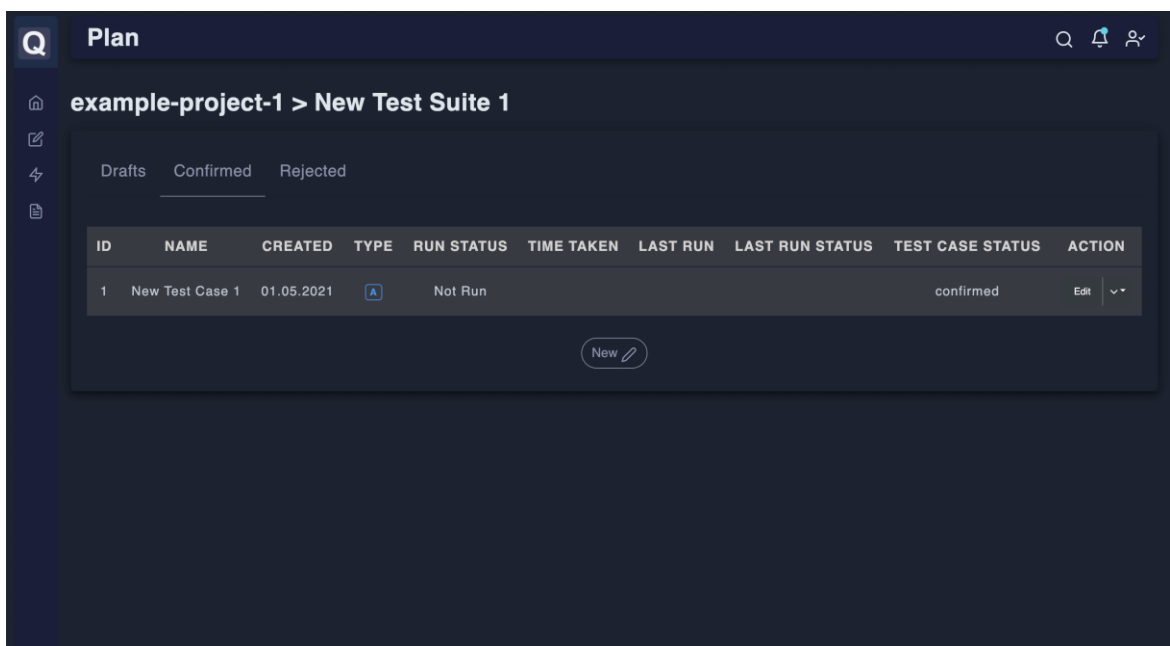 Q Plan
example-project-1 > New Test Suite 1
Drafts Confirmed Rejected
ID NAME CREATED TYPE RUN STATUS TIME TAKEN LAST RUN LAST RUN STATUS TEST CASE STATUS ACTION
1 New Test Case 1 01.05.2021 A Not Run confirmed Edit
New